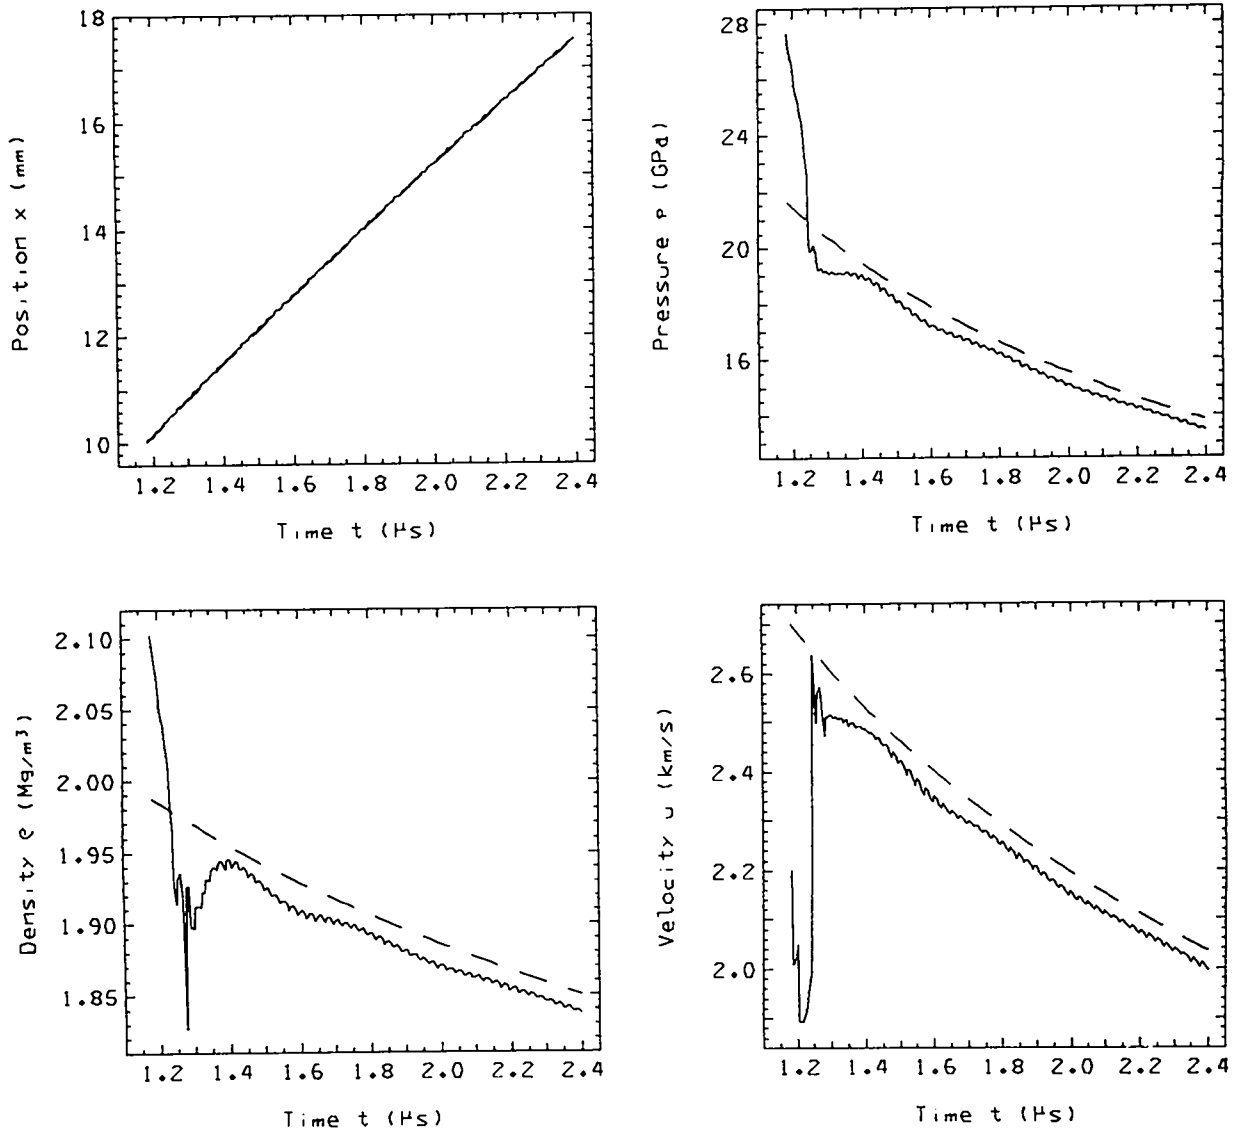 18
16
14
12
10
Position x (mm)
1.2 1.4 1.6 1.8 2.0 2.2 2.4
Time t (μs)
28
24
20
16
Pressure P (GPa)
1.2 1.4 1.6 1.8 2.0 2.2 2.4
Time t (μs)
2.10
2.05
2.00
1.95
1.90
1.85
Density ρ (Mg/m³)
1.2 1.4 1.6 1.8 2.0 2.2 2.4
Time t (μs)
2.6
2.4
2.2
2.0
Velocity u (km/s)
1.2 1.4 1.6 1.8 2.0 2.2 2.4
Time t (μs)